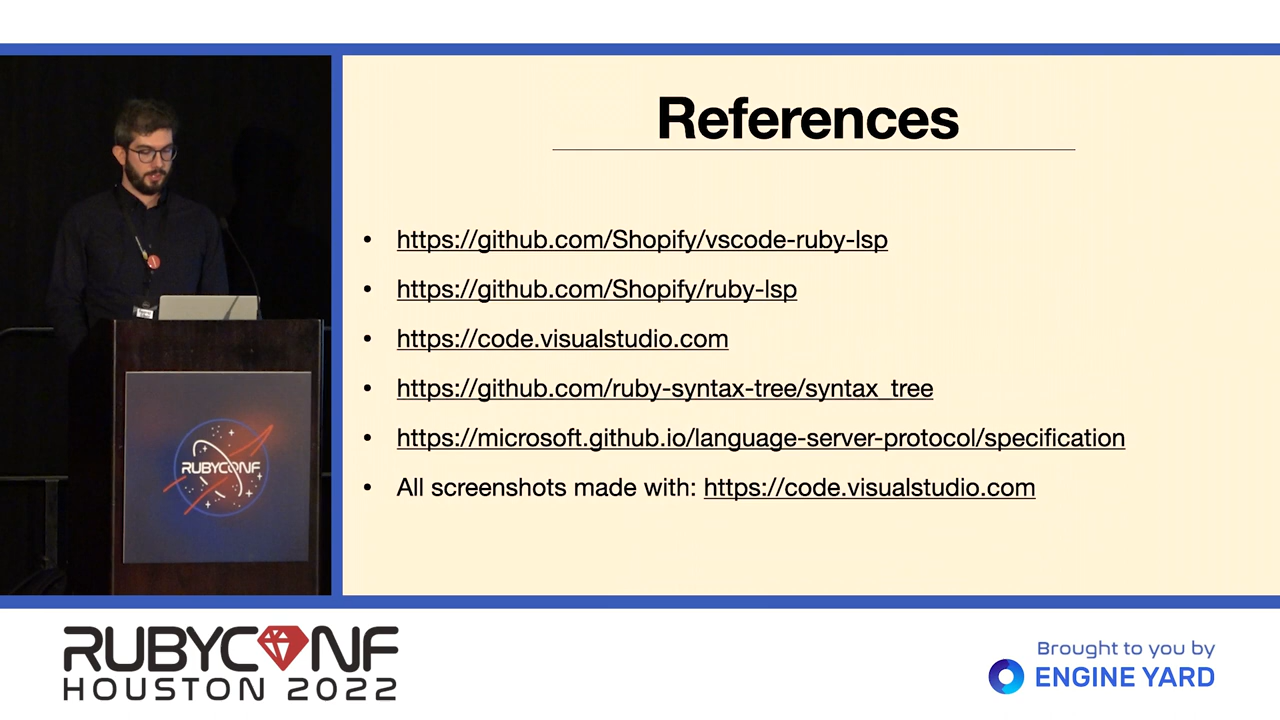 References
• https://github.com/Shopify/vscode-ruby-lsp
• https://github.com/Shopify/ruby-lsp
• https://code.visualstudio.com
• https://github.com/ruby-syntax-tree/syntax_tree
• https://microsoft.github.io/language-server-protocol/specification
• All screenshots made with: https://code.visualstudio.com
RUBYCONF
RUBYCONF
HOUSTON 2022
Brought to you by
ENGINE YARD